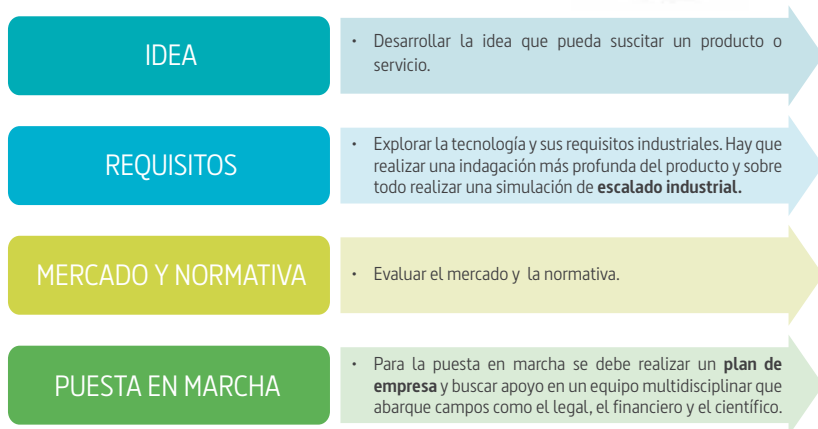 IDEA
• Desarrollar la idea que pueda suscitar un producto o
servicio.
REQUISITOS
• Explorar la tecnología y sus requisitos industriales. Hay que
realizar una indagación más profunda del producto y sobre
todo realizar una simulación de escalado industrial.
MERCADO Y NORMATIVA
• Evaluar el mercado y la normativa.
PUESTA EN MARCHA
• Para la puesta en marcha se debe realizar un plan de
empresa y buscar apoyo en un equipo multidisciplinar que
abarque campos como el legal, el financiero y el científico.